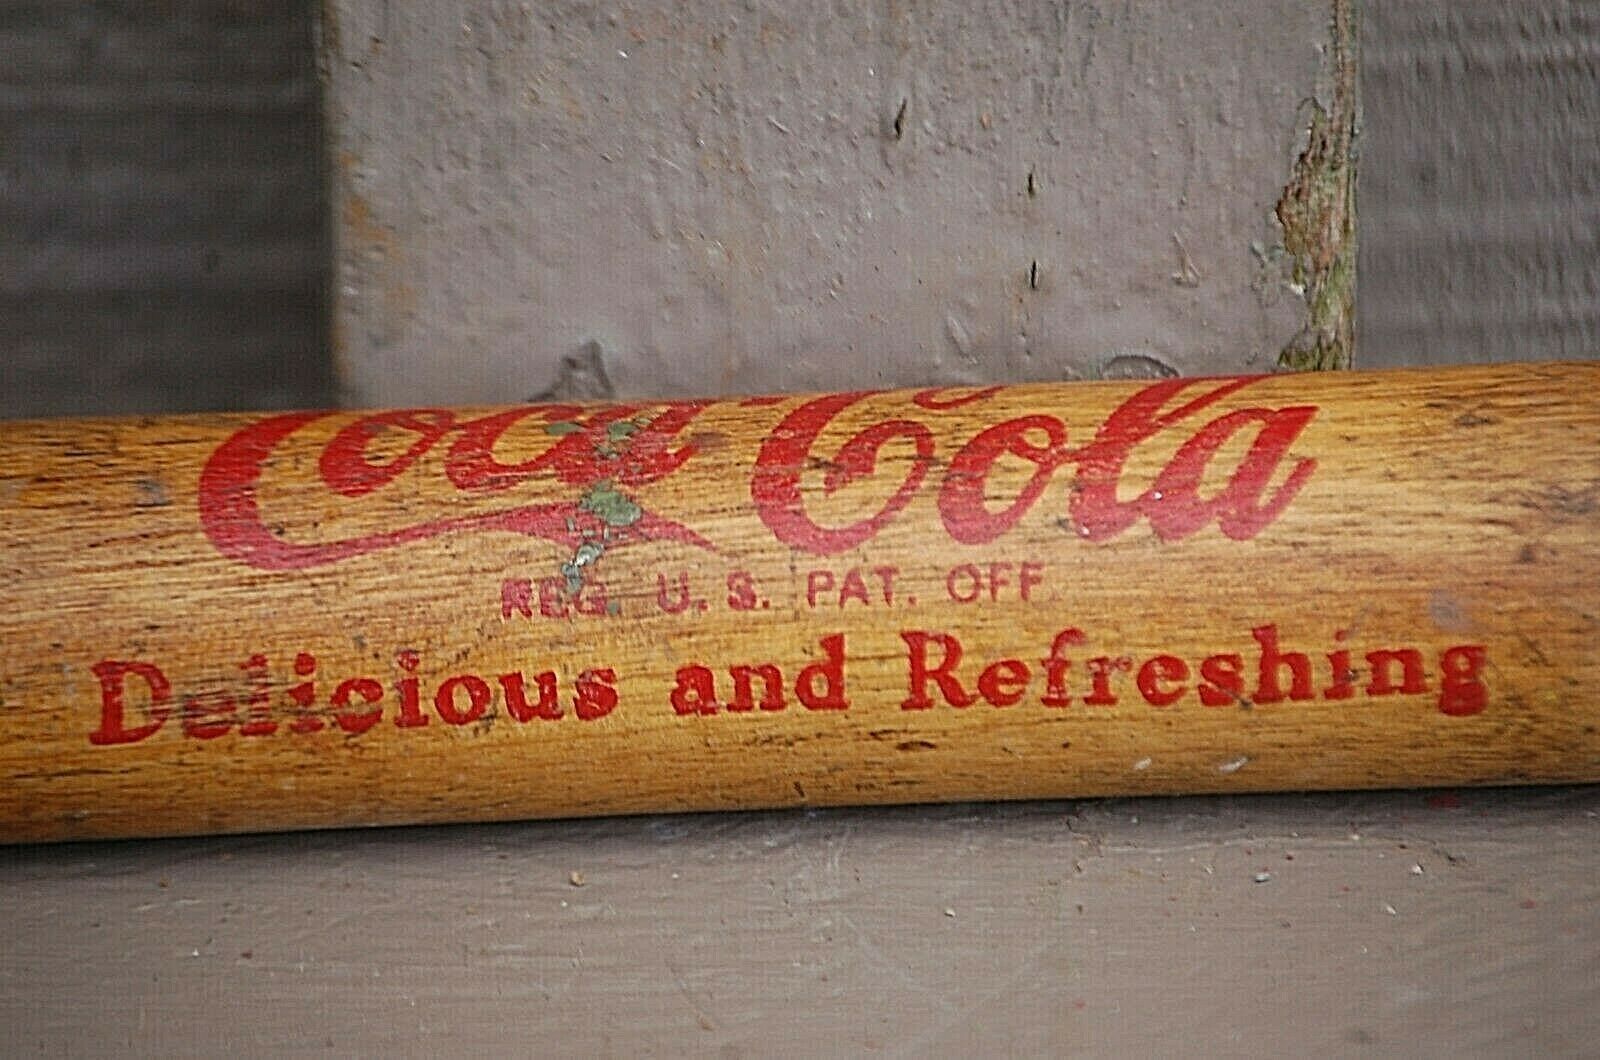 Coca Cola
REG. U.S. PAT. OFF.
Delicious and Refreshing